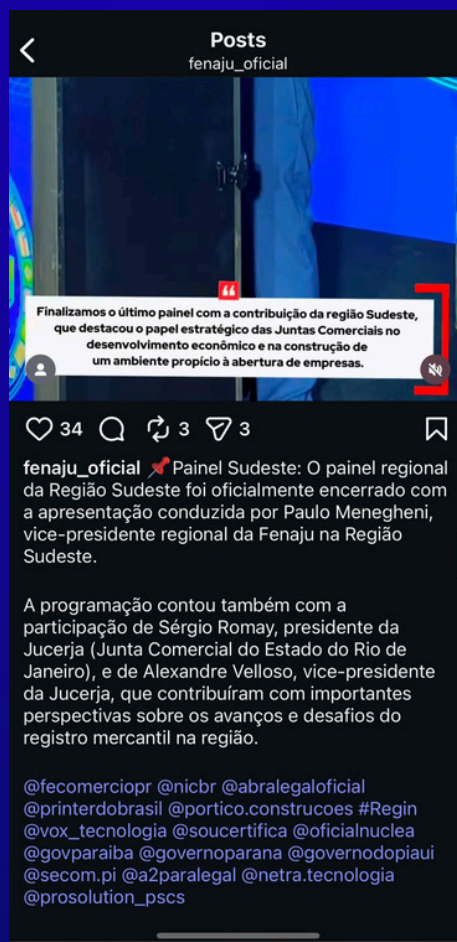 Posts
fenaju_oficial
“
Finalizamos o último painel com a contribuição da região Sudeste,
que destacou o papel estratégico das Juntas Comerciais no
desenvolvimento econômico e na construção de
um ambiente propício à abertura de empresas.
34 3 3
fenaju_oficial 📌Painel Sudeste: O painel regional
da Região Sudeste foi oficialmente encerrado com
a apresentação conduzida por Paulo Menegheni,
vice-presidente regional da Fenaju na Região
Sudeste.
A programação contou também com a
participação de Sérgio Romay, presidente da
Jucerja (Junta Comercial do Estado do Rio de
Janeiro), e de Alexandre Velloso, vice-presidente
da Jucerja, que contribuíram com importantes
perspectivas sobre os avanços e desafios do
registro mercantil na região.
@fecomerciopr @nicbr @abralegaloficial
@printerdobrasil @portico.construcoes #Regin
@vox_tecnologia @soucertifica @oficialnuclea
@govparaiba @governoparana @governodopiaui
@secom.pi @a2paralegal @netra.tecnologia
@prosolution_pscs